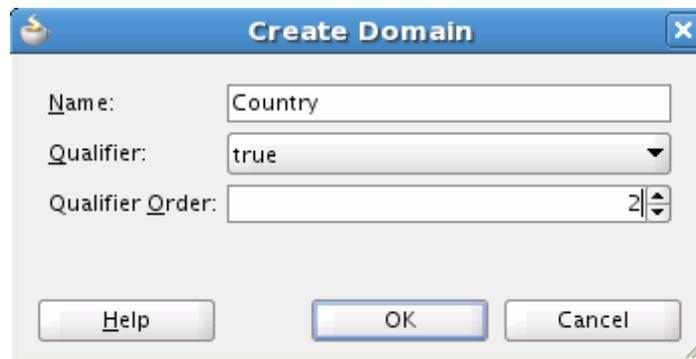 Create Domain
Name: Country
Qualifier: true
Qualifier Order: 2
Help OK Cancel